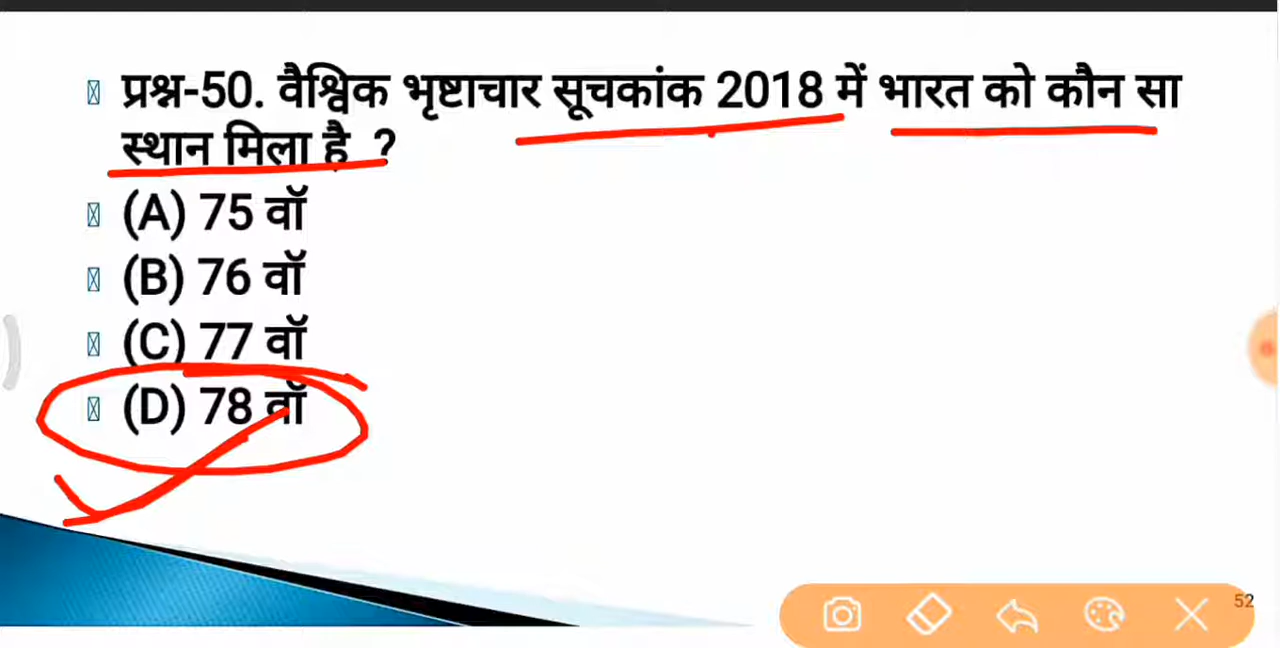 प्रश्न-50. वैश्विक भृष्टाचार सूचकांक 2018 में भारत को कौन सा
स्थान मिला है ?
(A) 75 वॉ
(B) 76 वॉ
(C) 77 वॉ
(D) 78 वॉ
52